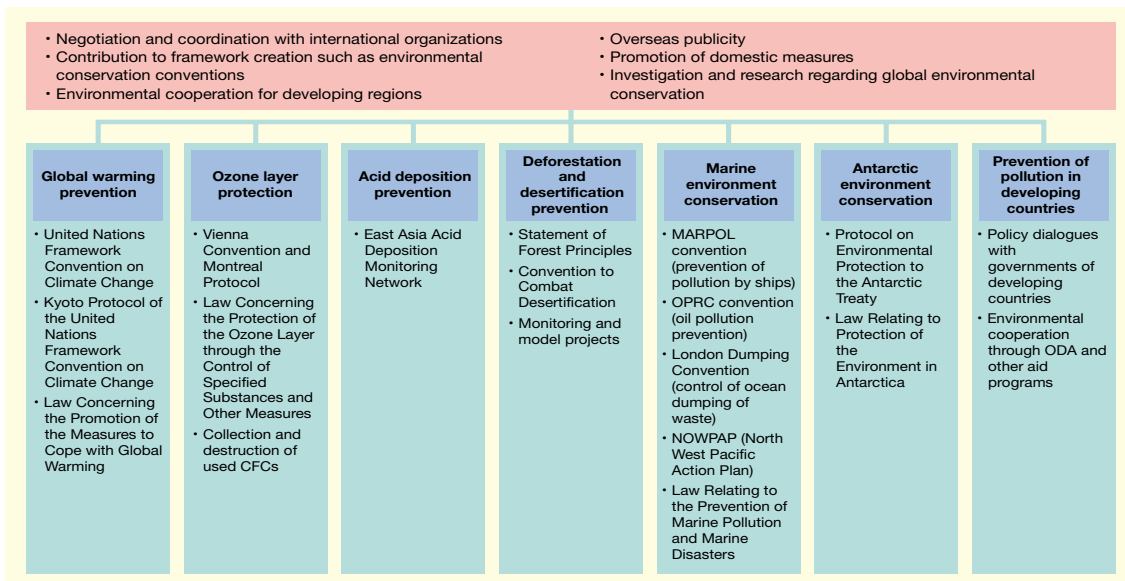 ・Negotiation and coordination with international organizations
・Contribution to framework creation such as environmental
conservation conventions
・Environmental cooperation for developing regions
・Overseas publicity
・Promotion of domestic measures
・Investigation and research regarding global environmental
conservation
Global warming
prevention
・United Nations
Framework
Convention on
Climate Change
・Kyoto Protocol of
the United
Nations
Framework
Convention on
Climate Change
・Law Concerning
the Promotion of
the Measures to
Cope with Global
Warming
Ozone layer
protection
・Vienna
Convention and
Montreal
Protocol
・Law Concerning
the Protection of
the Ozone Layer
through the
Control of
Specified
Substances and
Other Measures
・Collection and
destruction of
used CFCs
Acid deposition
prevention
・East Asia Acid
Deposition
Monitoring
Network
Deforestation
and
desertification
prevention
・Statement of
Forest Principles
・Convention to
Combat
Desertification
・Monitoring and
model projects
Marine
environment
conservation
・MARPOL
convention
(prevention of
pollution by ships)
・OPRC convention
(oil pollution
prevention)
・London Dumping
Convention
(control of ocean
dumping of
waste)
・NOWPAP (North
West Pacific
Action Plan)
・Law Relating to
the Prevention of
Marine Pollution
and Marine
Disasters
Antarctic
environment
conservation
・Protocol on
Environmental
Protection to
the Antarctic
Treaty
・Law Relating to
Protection of
the
Environment in
Antarctica
Prevention of
pollution in
developing
countries
・Policy dialogues
with
governments of
developing
countries
・Environmental
cooperation
through ODA and
other aid
programs